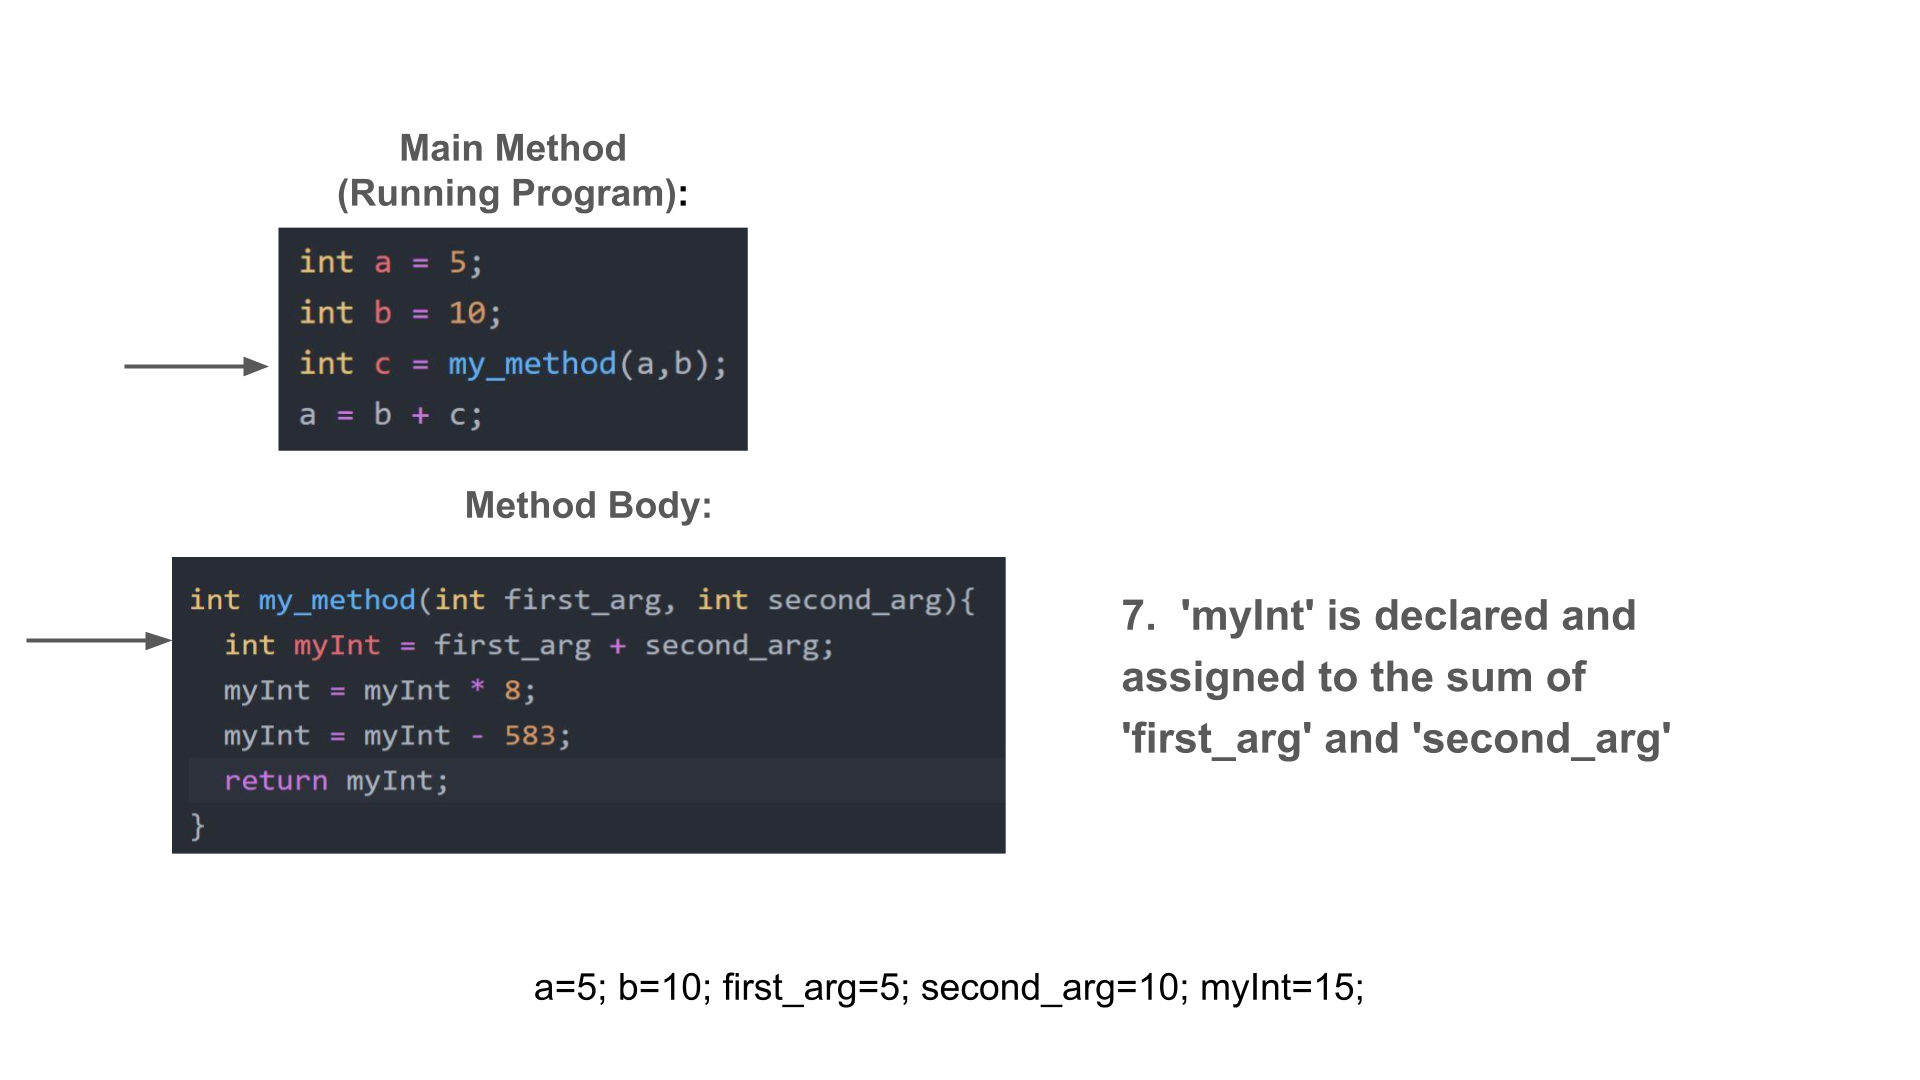 Main Method
(Running Program):
int a = 5;
int b = 10;
int c = my_method(a,b);
a = b + c;
Method Body:
int my_method(int first_arg, int second_arg){
int myInt = first_arg + second_arg;
myInt = myInt * 8;
myInt = myInt - 583;
return myInt;
}
7. 'myInt' is declared and
assigned to the sum of
'first_arg' and 'second_arg'
a=5; b=10; first_arg=5; second_arg=10; myInt=15;